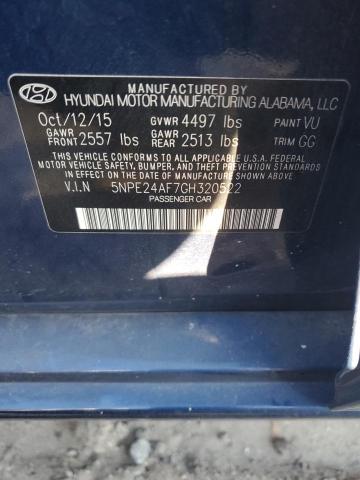 MANUFACTURED BY
HYUNDAI MOTOR MANUFACTURING ALABAMA, LLC
Oct/12/15 GVWR 4497 lbs PAINT VU
GAWR FRONT 2557 lbs GAWR REAR 2513 lbs TRIM GG
THIS VEHICLE CONFORMS TO ALL APPLICABLE U.S.A. FEDERAL
MOTOR VEHICLE SAFETY, BUMPER, AND THEFT PREVENTION STANDARDS
IN EFFECT ON THE DATE OF MANUFACTURE SHOWN ABOVE.
V.I.N 5NPE24AF7GH320522
PASSENGER CAR